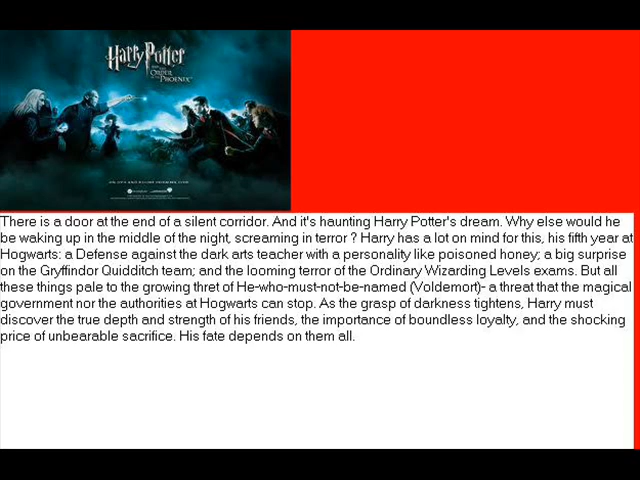 Harry Potter
ORDER
PHOENIX
There is a door at the end of a silent corridor. And it's haunting Harry Potter's dream. Why else would he
be waking up in the middle of the night, screaming in terror ? Harry has a lot on mind for this, his fifth year at
Hogwarts: a Defense against the dark arts teacher with a personality like poisoned honey; a big surprise
on the Gryffindor Quidditch team; and the looming terror of the Ordinary Wizarding Levels exams. But all
these things pale to the growing thret of He-who-must-not-be-named (Voldemort)- a threat that the magical
government nor the authorities at Hogwarts can stop. As the grasp of darkness tightens, Harry must
discover the true depth and strength of his friends, the importance of boundless loyalty, and the shocking
price of unbearable sacrifice. His fate depends on them all.